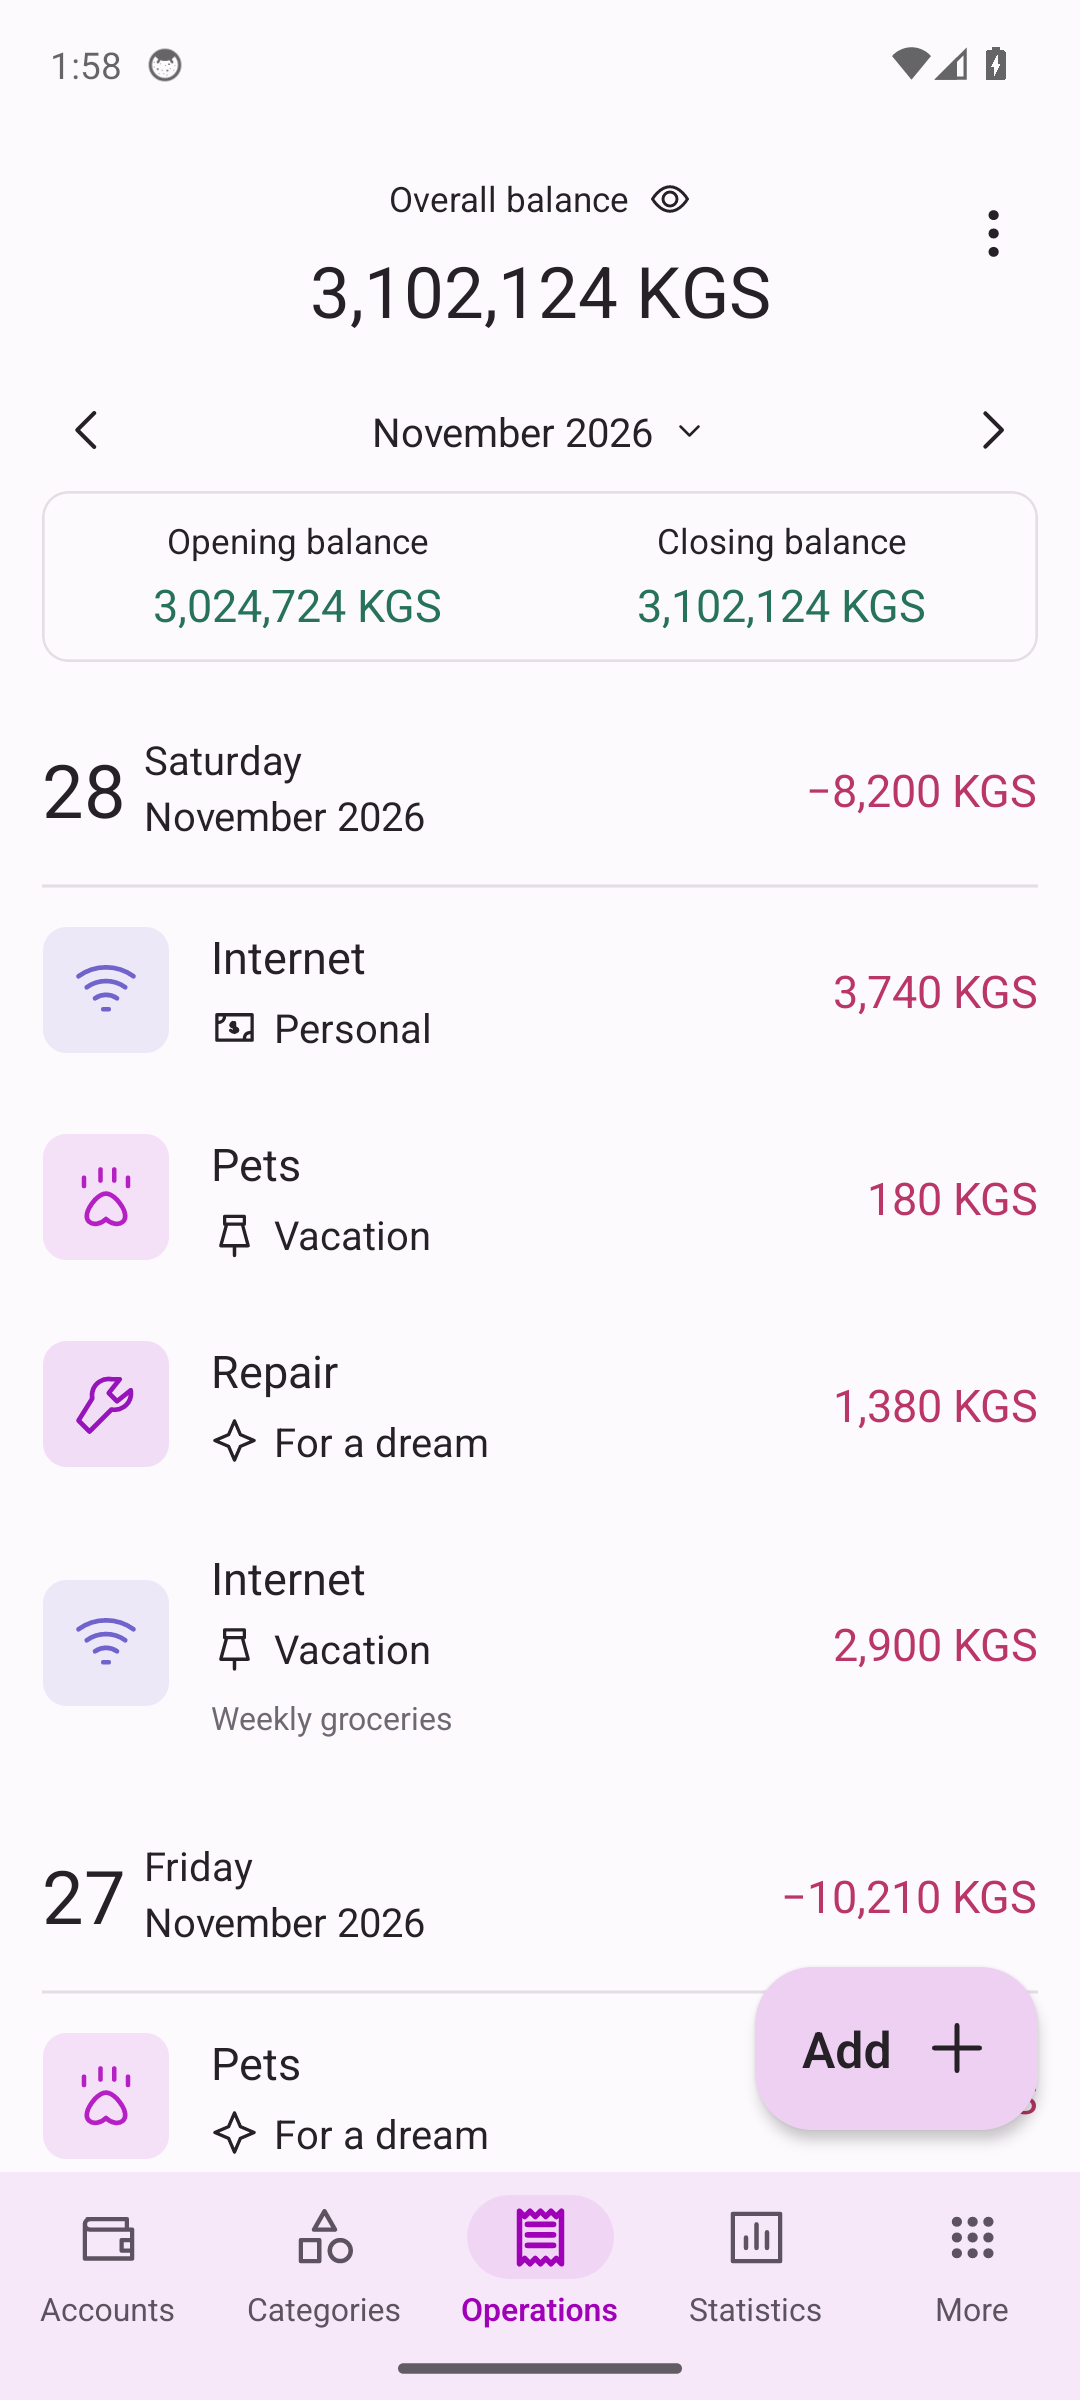 1:58
Overall balance
3,102,124 KGS
November 2026
Opening balance
Closing balance
3,024,724 KGS
3,102,124 KGS
28
Saturday
November 2026
−8,200 KGS
Internet
Personal
3,740 KGS
Pets
Vacation
180 KGS
Repair
For a dream
1,380 KGS
Internet
Vacation
Weekly groceries
2,900 KGS
27
Friday
November 2026
−10,210 KGS
Pets
For a dream
Add
Accounts
Categories
Operations
Statistics
More